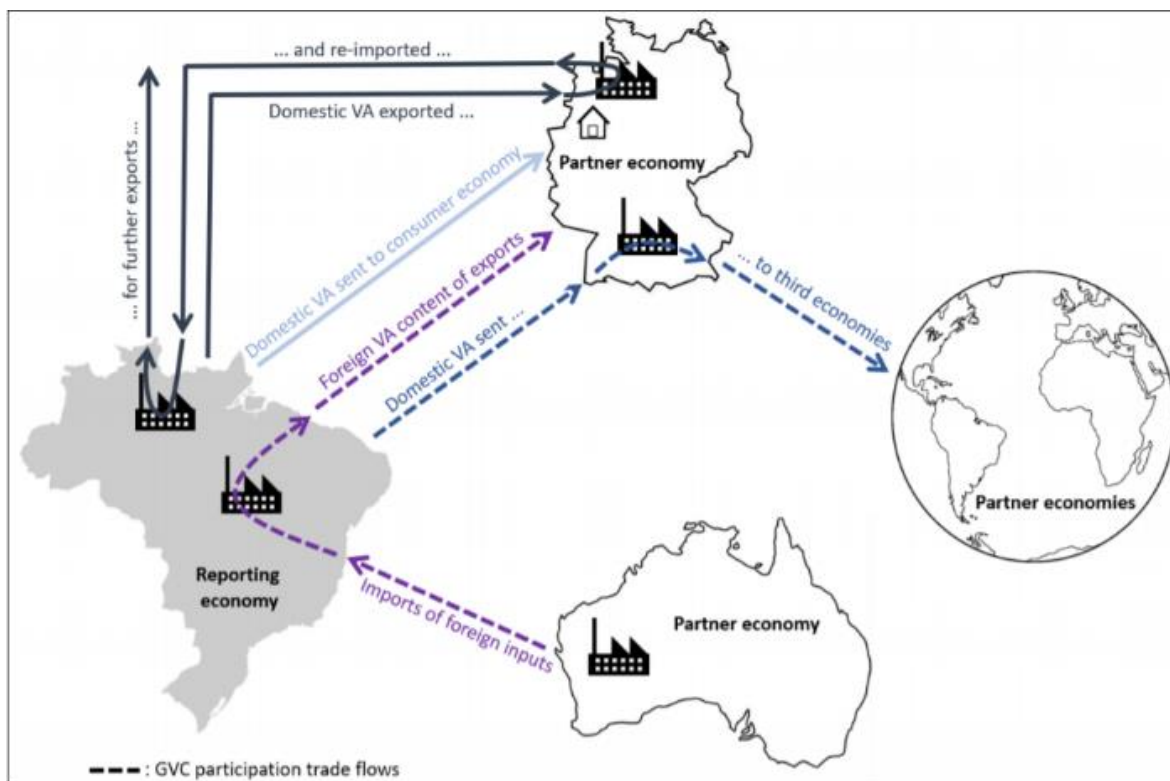 ... and re-imported ...
Domestic VA exported ...
... for further exports ...
Partner economy
Domestic VA sent to consumer economy
Foreign VA content of exports
Domestic VA sent ...
... to third economies
Partner economies
Reporting
economy
Imports of foreign inputs
Partner economy
: GVC participation trade flows